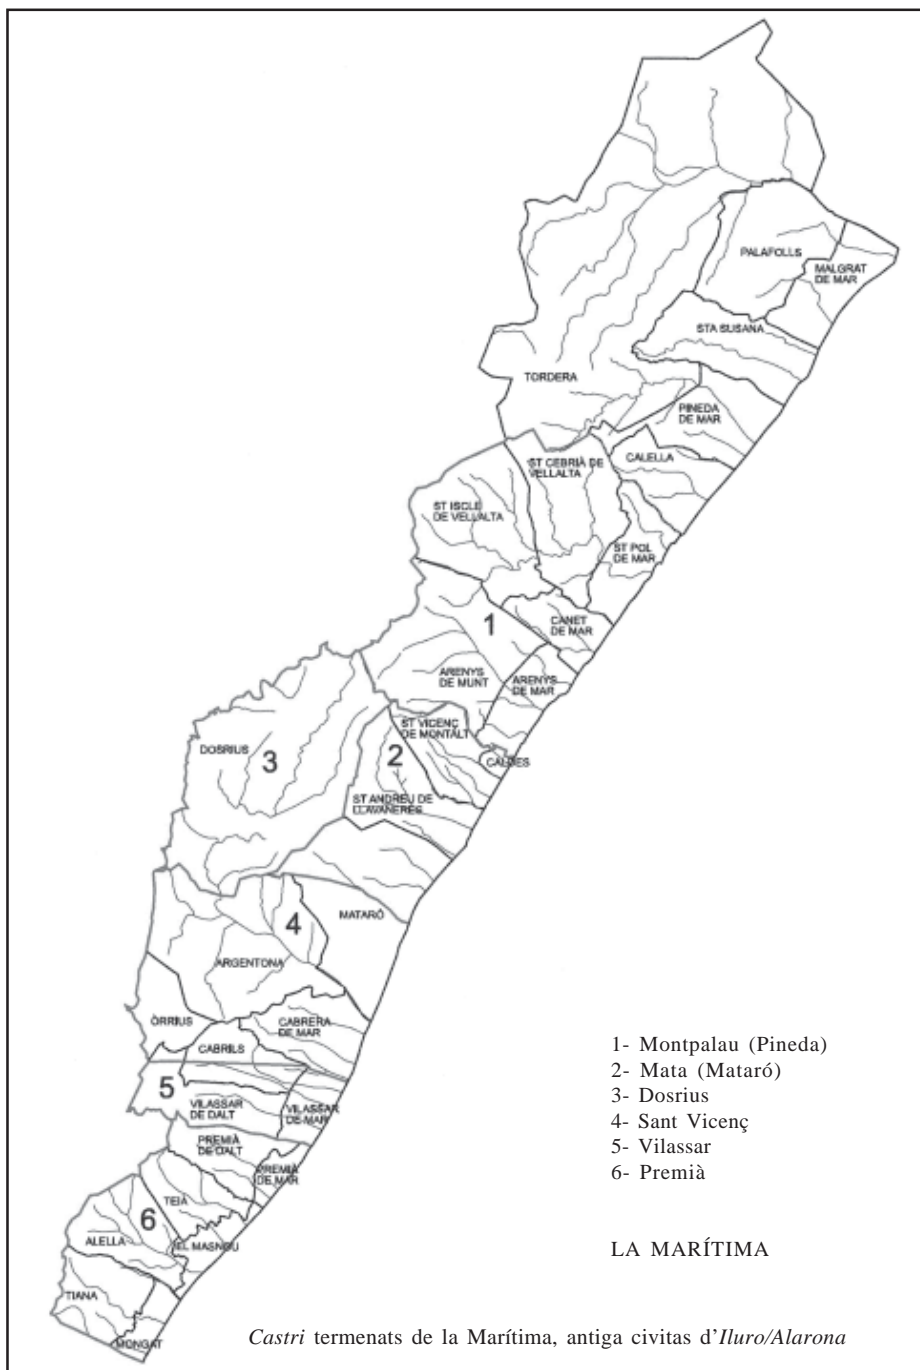 PALAFOLLS
MALGRAT
DE MAR
STA SUSANA
TORDERA
PINEDA
DE MAR
CALELLA
ST CEBRIÀ DE
VELLALTA
ST ISCLE
DE VELLALTA
ST POL
DE MAR
1
CANET
DE MAR
ARENYS
DE MUNT
ARENYS
DE MAR
ST VICENÇ
DE MONTALT
DOSRIUS
3
2
CALDES
ST ANDREU DE
LLAVANERES
4
MATARÓ
ARGENTONA
ÒRRIUS
CABRERA
DE MAR
CABRILS
5
VILASSAR
DE DALT
VILASSAR
DE MAR
PREMIÀ
DE DALT
PREMIÀ
DE MAR
TEIÀ
6
ALELLA
EL MASNOU
TIANA
MONGAT
1- Montpalau (Pineda)
2- Mata (Mataró)
3- Dosrius
4- Sant Vicenç
5- Vilassar
6- Premià
LA MARÍTIMA
Castri termenats de la Marítima, antiga civitas d'Iluro/Alarona